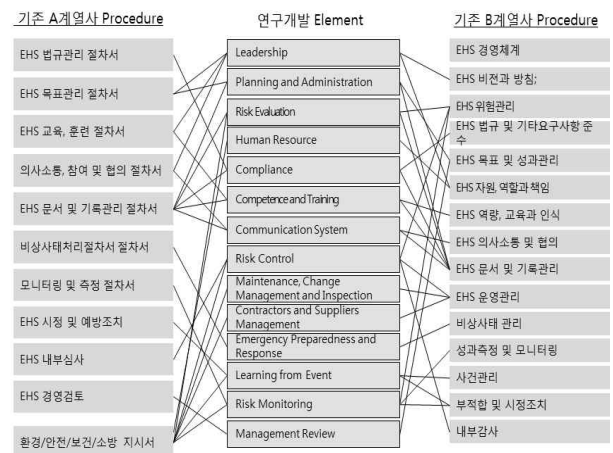 기존 A계열사 Procedure
EHS 법규관리 절차서
EHS 목표관리 절차서
EHS 교육, 훈련 절차서
의사소통, 참여 및 협의 절차서
EHS 문서 및 기록관리 절차서
비상사태처리절차서 절차서
모니터링 및 측정 절차서
EHS 시정 및 예방조치
EHS 내부심사
EHS 경영검토
환경/안전/보건/소방 지시서
연구개발 Element
Leadership
Planning and Administration
Risk Evaluation
Human Resource
Compliance
Competence and Training
Communication System
Risk Control
Maintenance, Change
Management and Inspection
Contractors and Suppliers
Management
Emergency Preparedness and
Response
Learning from Event
Risk Monitoring
Management Review
기존 B계열사 Procedure
EHS 경영체계
EHS 비전과 방침;
EHS 위험관리
EHS 법규 및 기타요구사항 준
수
EHS 목표 및 성과관리
EHS 자원, 역할과 책임
EHS 역량, 교육과 인식
EHS 의사소통 및 협의
EHS 문서 및 기록관리
EHS 운영관리
비상사태 관리
성과측정 및 모니터링
사건관리
부적합 및 시정조치
내부감사